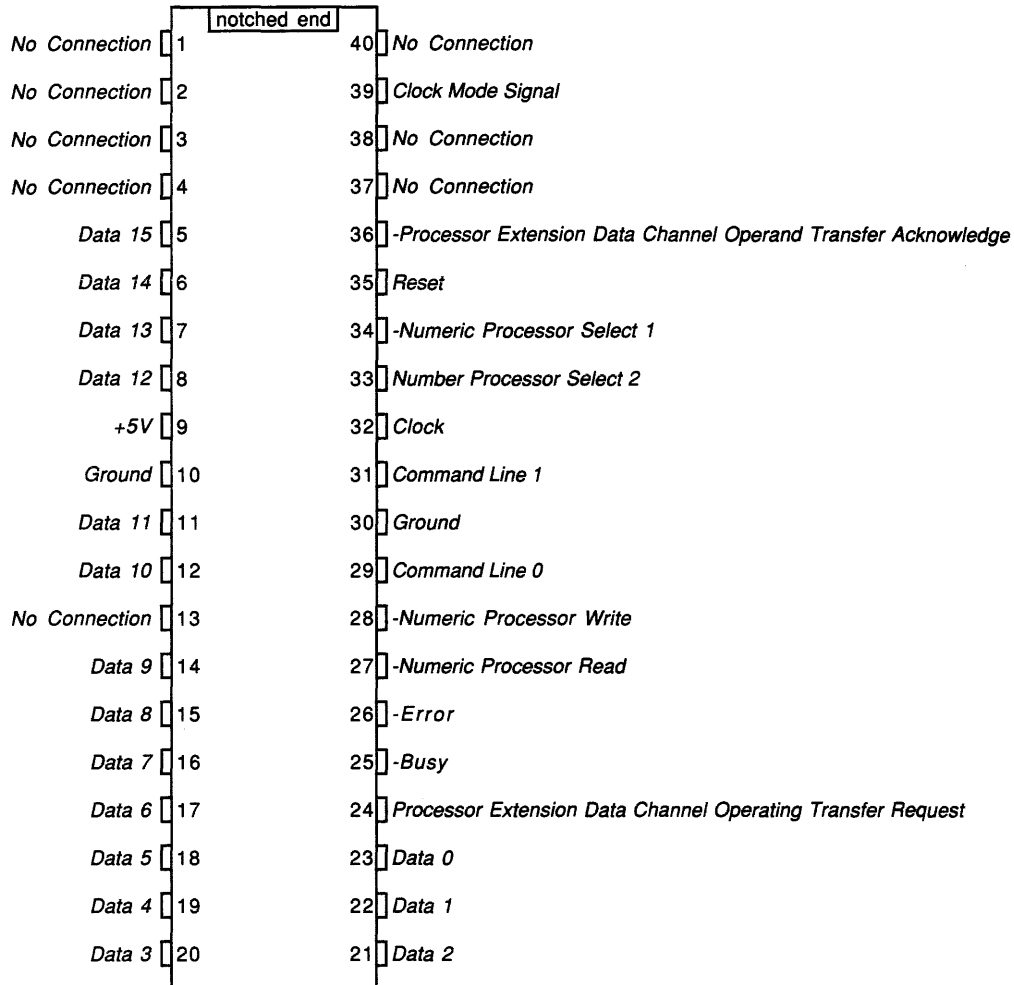 notched end
No Connection 1 40 No Connection
No Connection 2 39 Clock Mode Signal
No Connection 3 38 No Connection
No Connection 4 37 No Connection
Data 15 5 36 -Processor Extension Data Channel Operand Transfer Acknowledge
Data 14 6 35 Reset
Data 13 7 34 -Numeric Processor Select 1
Data 12 8 33 Number Processor Select 2
+5V 9 32 Clock
Ground 10 31 Command Line 1
Data 11 11 30 Ground
Data 10 12 29 Command Line 0
No Connection 13 28 -Numeric Processor Write
Data 9 14 27 -Numeric Processor Read
Data 8 15 26 -Error
Data 7 16 25 -Busy
Data 6 17 24 Processor Extension Data Channel Operating Transfer Request
Data 5 18 23 Data 0
Data 4 19 22 Data 1
Data 3 20 21 Data 2